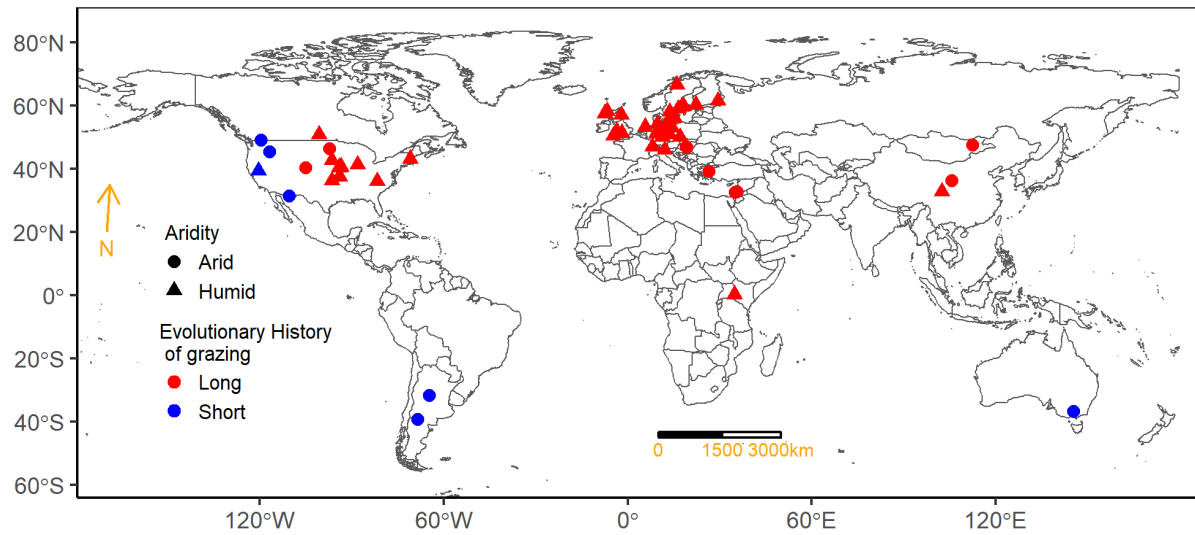 80°N
60°N
40°N
20°N
0°
20°S
40°S
60°S
N
Aridity
Arid
Humid
Evolutionary History
of grazing
Long
Short
0 1500 3000km
120°W 60°W 0° 60°E 120°E